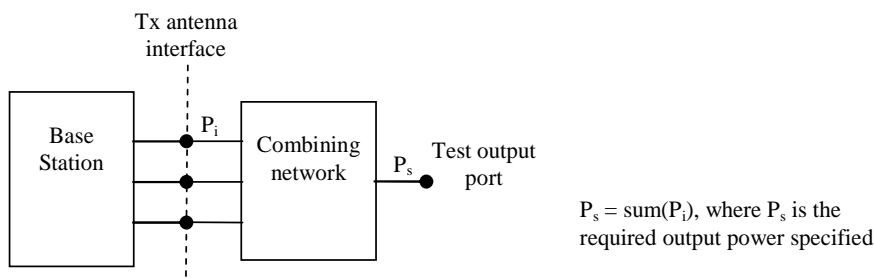 Tx antenna
interface
Base
Station
Pi
Combining
network
Ps
Test output
port
Ps = sum(Pi), where Ps is the
required output power specified